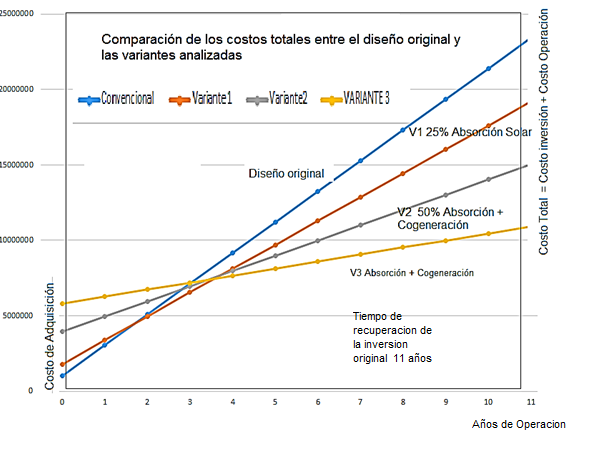 25000000
Comparación de los costos totales entre el diseño original y
las variantes analizadas
20000000
Convencional Variante1 Variante2 VARIANTE 3
V1 25% Absorción Solar
15000000
Diseño original
V2 50% Absorción +
Cogeneración
10000000
V3 Absorción + Cogeneración
5000000
Tiempo de
recuperacion de
la inversion
original 11 años
0
0 1 2 3 4 5 6 7 8 9 10 11
Años de Operacion
Costo de Adquisición
Costo Total = Costo inversión + Costo Operación